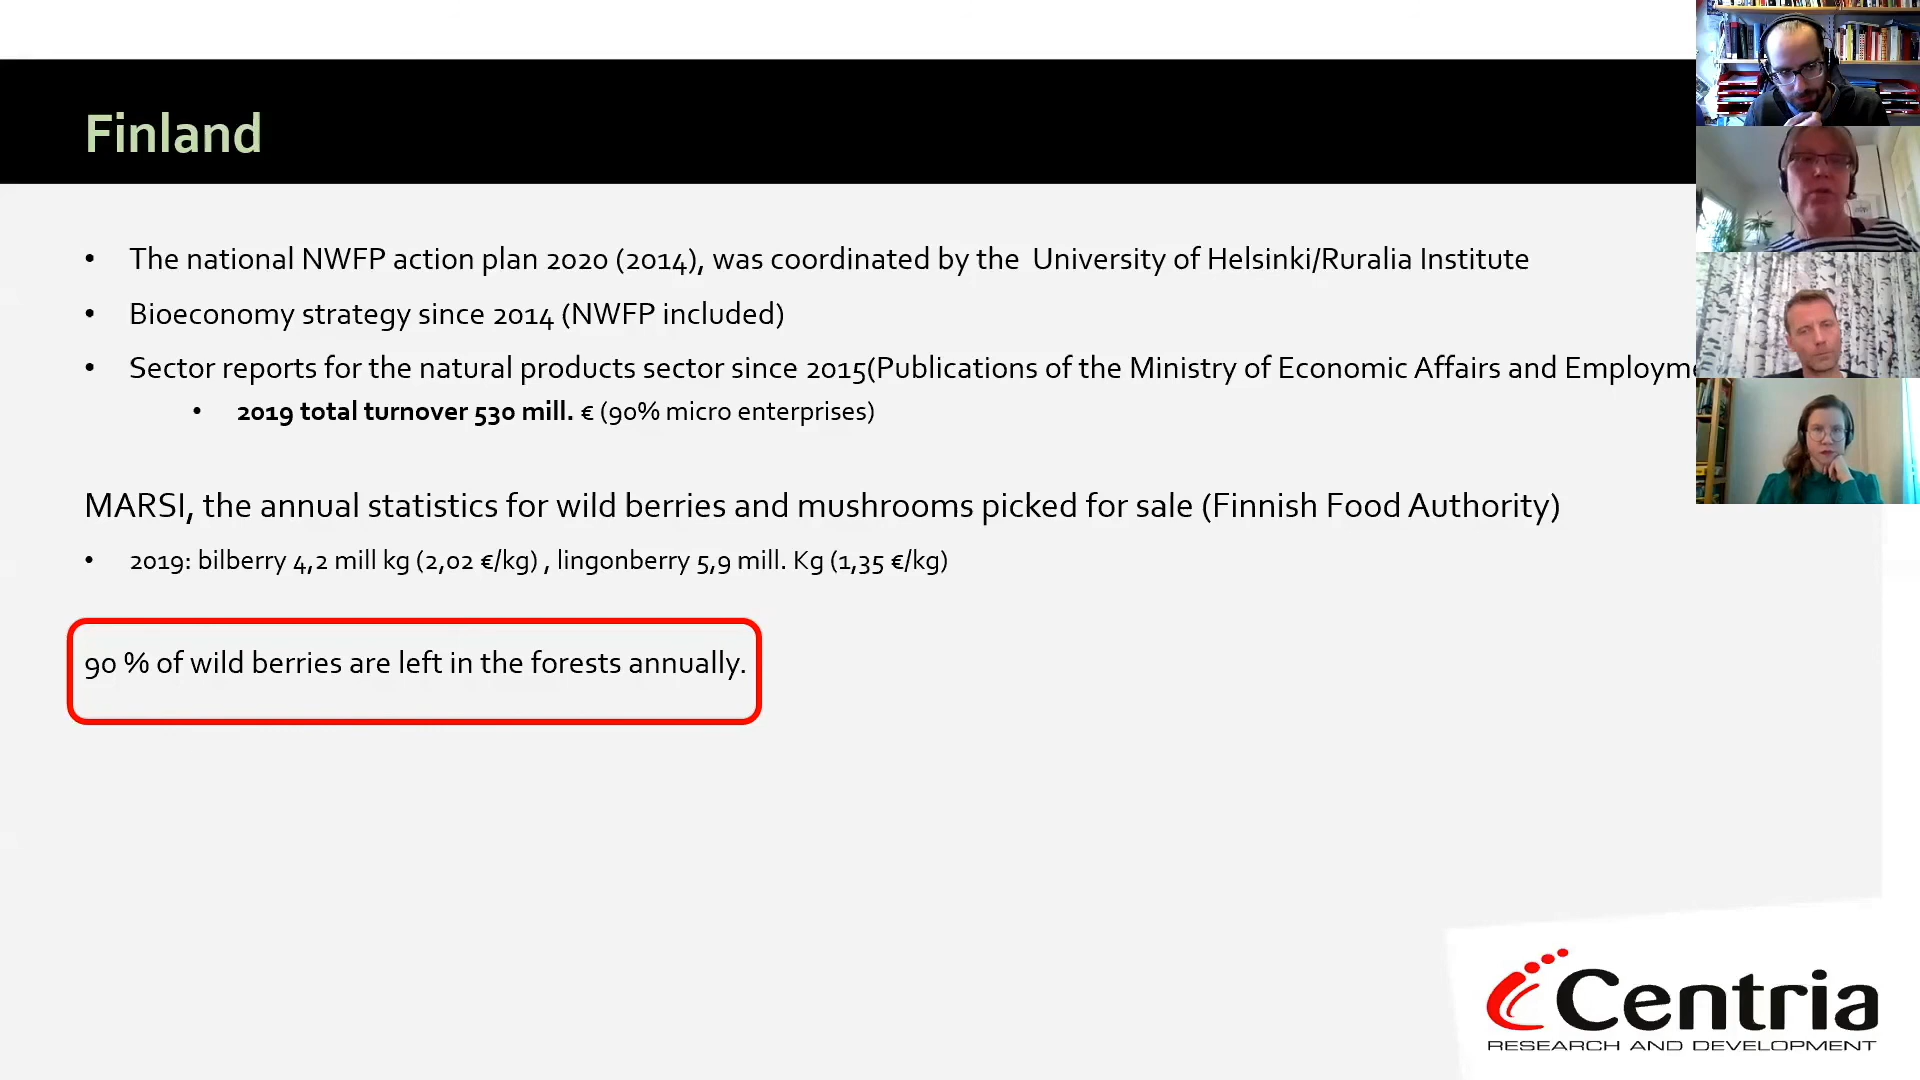 Finland
• The national NWFP action plan 2020 (2014), was coordinated by the University of Helsinki/Ruralia Institute
• Bioeconomy strategy since 2014 (NWFP included)
• Sector reports for the natural products sector since 2015(Publications of the Ministry of Economic Affairs and Employme
• 2019 total turnover 530 mill. € (90% micro enterprises)
MARSI, the annual statistics for wild berries and mushrooms picked for sale (Finnish Food Authority)
• 2019: bilberry 4,2 mill kg (2,02 €/kg) , lingonberry 5,9 mill. Kg (1,35 €/kg)
90 % of wild berries are left in the forests annually.
Centria
RESEARCH AND DEVELOPMENT